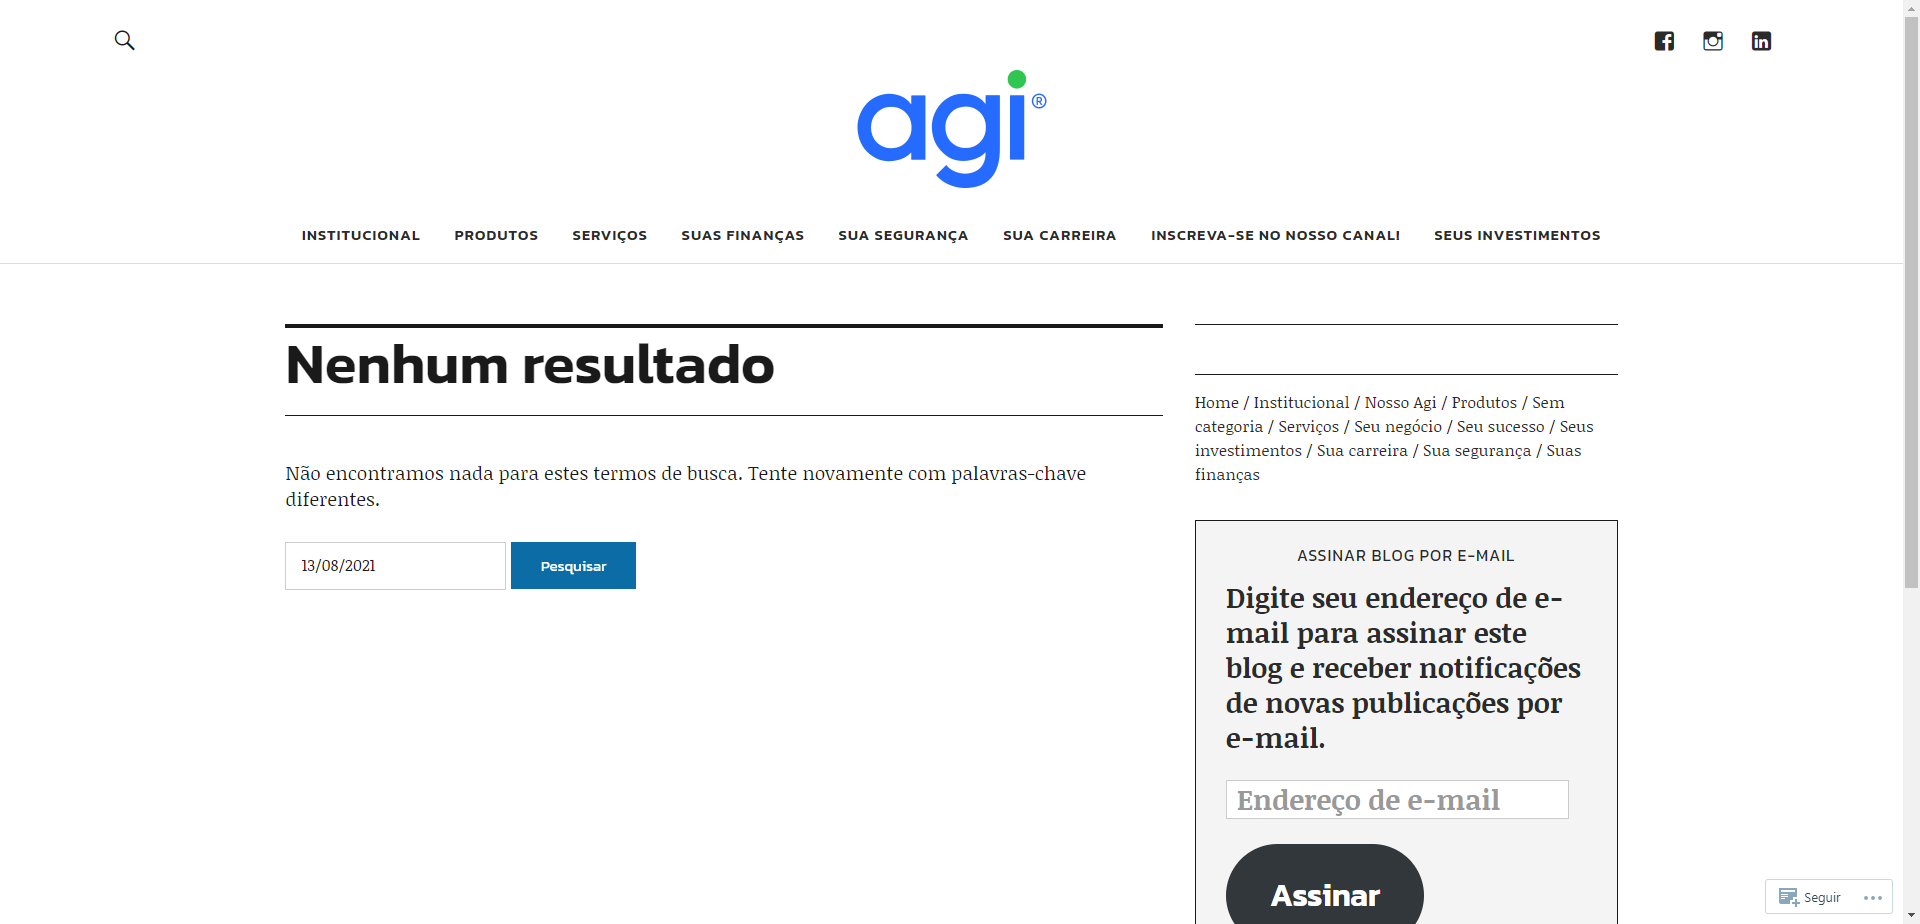 agi®
INSTITUCIONAL PRODUTOS SERVIÇOS SUAS FINANÇAS SUA SEGURANÇA SUA CARREIRA INSCREVA-SE NO NOSSO CANAL! SEUS INVESTIMENTOS
Nenhum resultado
Não encontramos nada para estes termos de busca. Tente novamente com palavras-chave
diferentes.
13/08/2021 Pesquisar
Home / Institucional / Nosso Agi / Produtos / Sem
categoria / Serviços / Seu negócio / Seu sucesso / Seus
investimentos / Sua carreira / Sua segurança / Suas
finanças
ASSINAR BLOG POR E-MAIL
Digite seu endereço de e-
mail para assinar este
blog e receber notificações
de novas publicações por
e-mail.
Endereço de e-mail
Assinar
Seguir